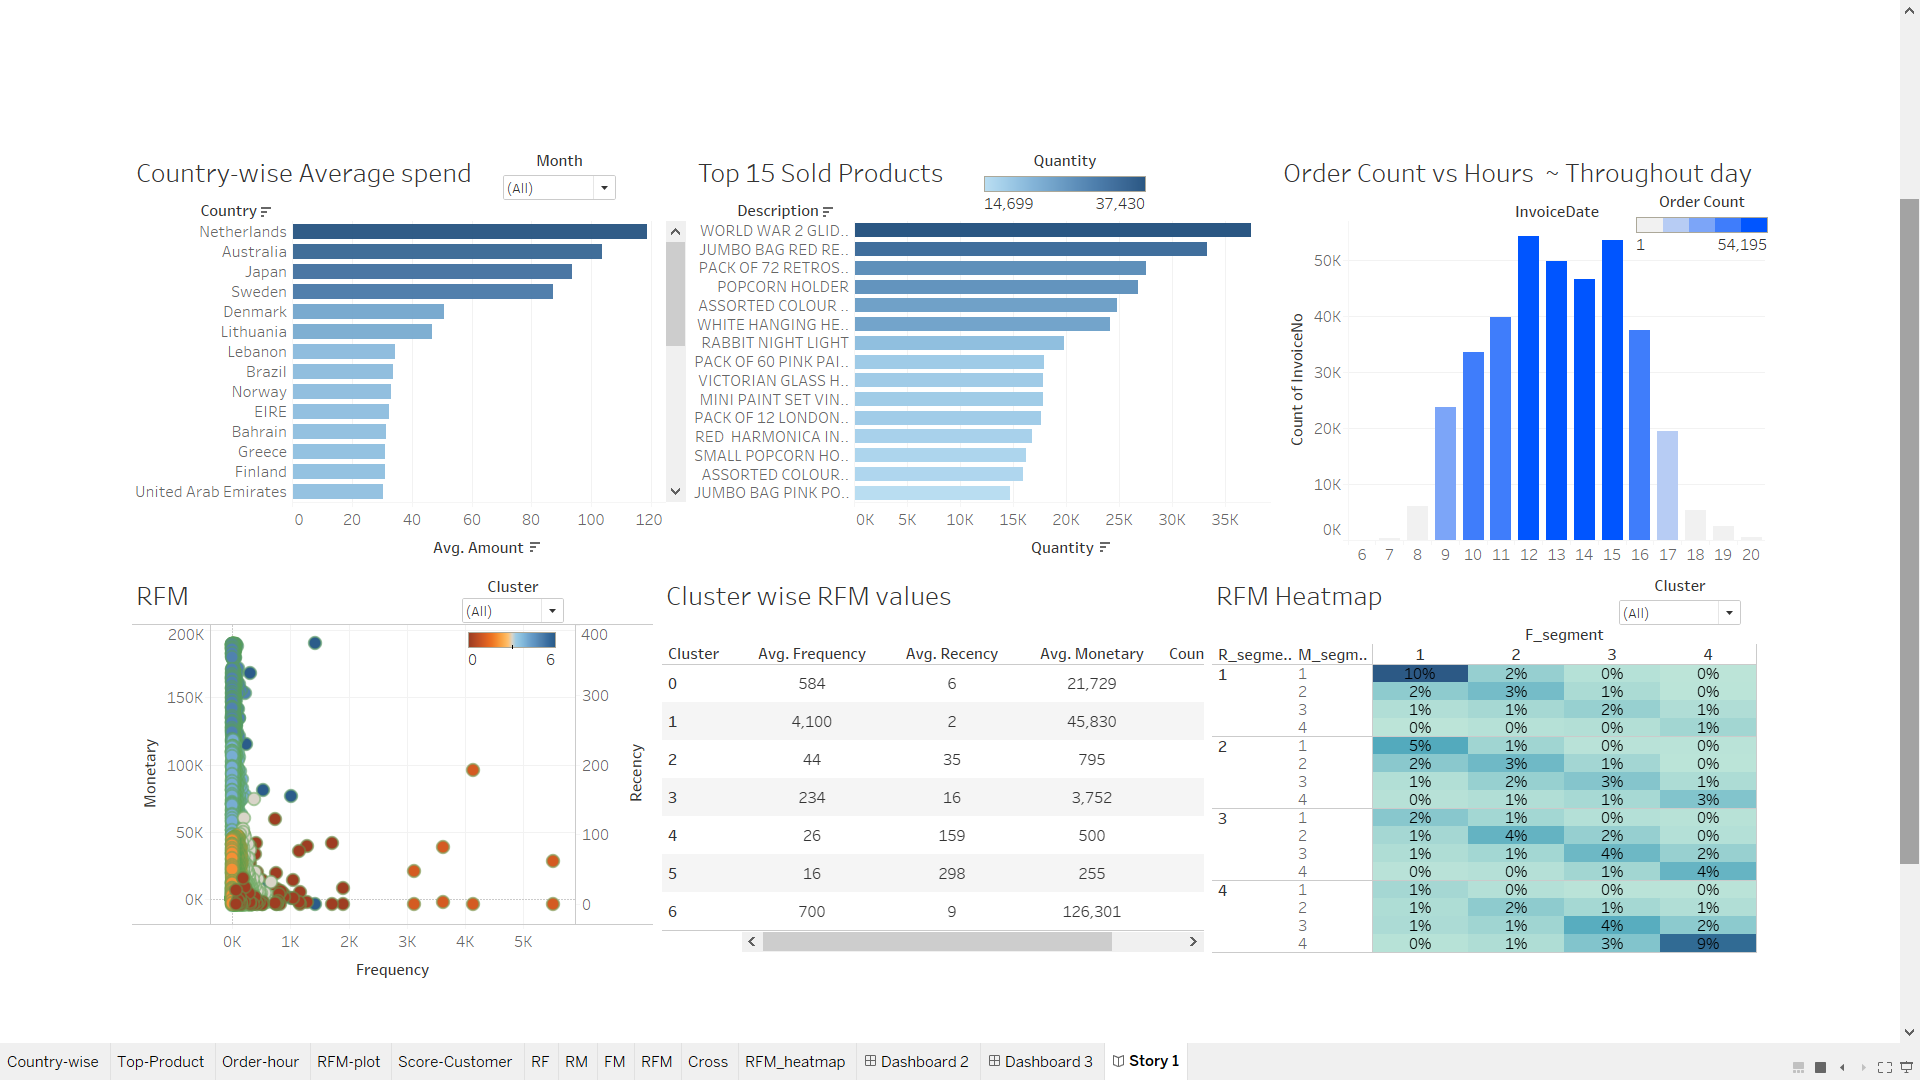 Country-wise Average spend
Month
(All)
Country
Netherlands
Australia
Japan
Sweden
Denmark
Lithuania
Lebanon
Brazil
Norway
EIRE
Bahrain
Greece
Finland
United Arab Emirates
0 20 40 60 80 100 120
Avg. Amount
Top 15 Sold Products
Quantity
14,699 37,430
Description
WORLD WAR 2 GLID..
JUMBO BAG RED RE..
PACK OF 72 RETROS..
POPCORN HOLDER
ASSORTED COLOUR ..
WHITE HANGING HE..
RABBIT NIGHT LIGHT
PACK OF 60 PINK PAI..
VICTORIAN GLASS H..
MINI PAINT SET VIN..
PACK OF 12 LONDON..
RED  HARMONICA IN..
SMALL POPCORN HO..
ASSORTED COLOUR..
JUMBO BAG PINK PO..
0K 5K 10K 15K 20K 25K 30K 35K
Quantity
Order Count vs Hours  ~ Throughout day
InvoiceDate
Order Count
1 54,195
Count of InvoiceNo
50K
40K
30K
20K
10K
0K
6 7 8 9 10 11 12 13 14 15 16 17 18 19 20
RFM
Cluster
(All)
0 6
Monetary
200K
150K
100K
50K
0K
400
300
200
100
0
Recency
0K 1K 2K 3K 4K 5K
Frequency
Cluster wise RFM values
Cluster Avg. Frequency Avg. Recency Avg. Monetary Coun
0 584 6 21,729
1 4,100 2 45,830
2 44 35 795
3 234 16 3,752
4 26 159 500
5 16 298 255
6 700 9 126,301
RFM Heatmap
Cluster
(All)
F_segment
R_segme.. M_segm.. 1 2 3 4
1 1 10% 2% 0% 0%
2 2% 3% 1% 0%
3 1% 1% 2% 1%
4 0% 0% 0% 1%
2 1 5% 1% 0% 0%
2 2% 3% 1% 0%
3 1% 2% 3% 1%
4 0% 1% 1% 3%
3 1 2% 1% 0% 0%
2 1% 4% 2% 0%
3 1% 1% 4% 2%
4 0% 0% 1% 4%
4 1 1% 0% 0% 0%
2 1% 2% 1% 1%
3 1% 1% 4% 2%
4 0% 1% 3% 9%
Country-wise Top-Product Order-hour RFM-plot Score-Customer RF RM FM RFM Cross RFM_heatmap Dashboard 2 Dashboard 3 Story 1